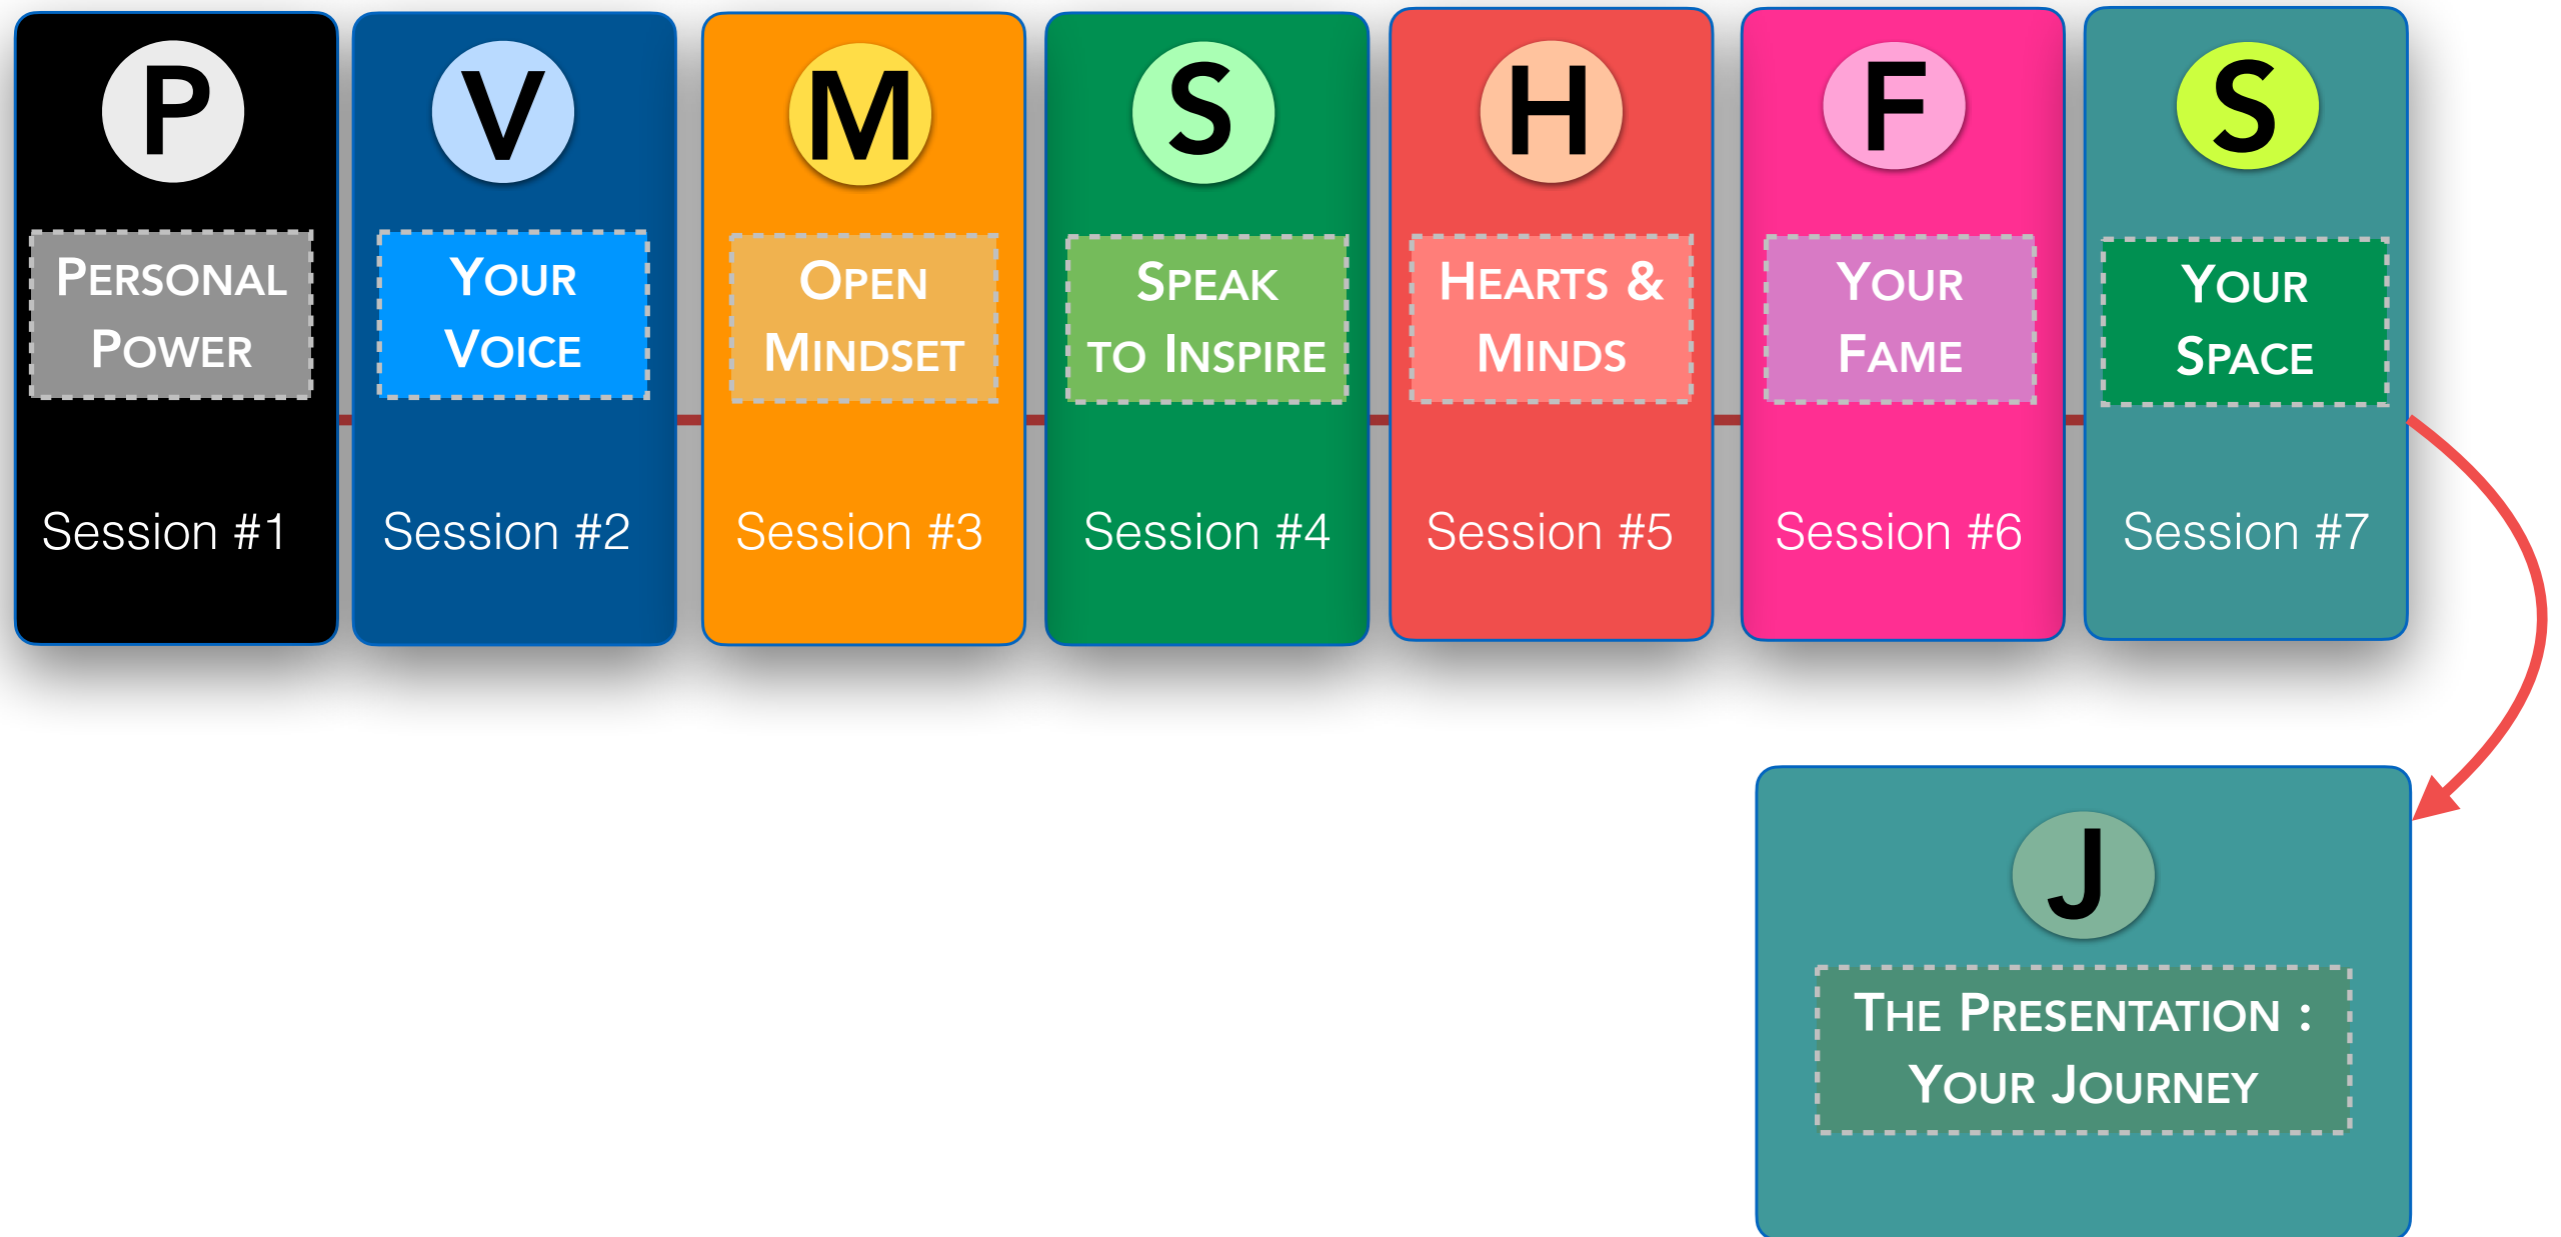 P
PERSONAL
POWER
Session #1
V
YOUR
VOICE
Session #2
M
OPEN
MINDSET
Session #3
S
SPEAK
TO INSPIRE
Session #4
H
HEARTS &
MINDS
Session #5
F
YOUR
FAME
Session #6
S
YOUR
SPACE
Session #7
J
THE PRESENTATION :
YOUR JOURNEY